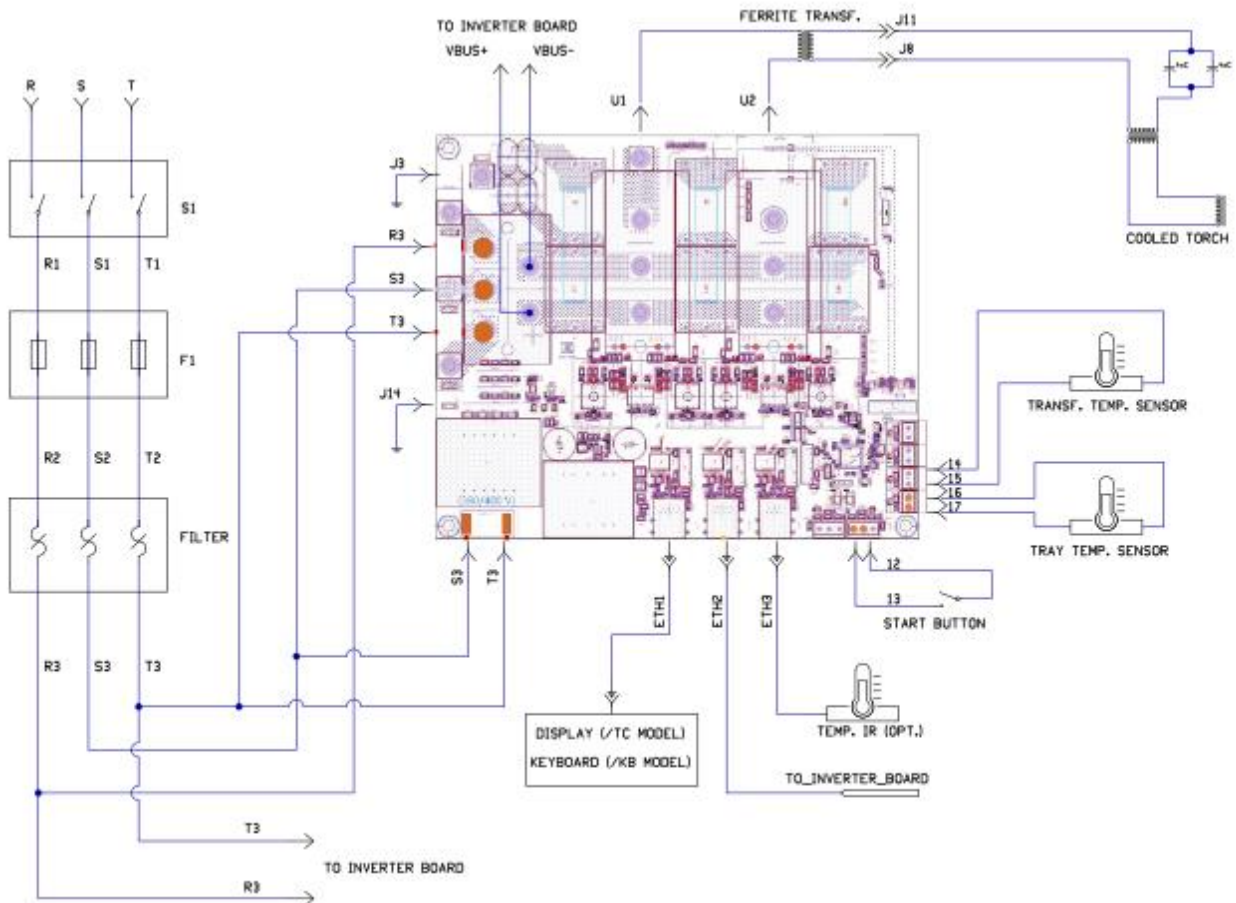 FERRITE TRANSF.
J11
TO INVERTER BOARD
VBUS+
VBUS-
J8
R
S
T
U1
U2
J3
S1
R3
COOLED TORCH
R1
S1
T1
S3
T3
F1
J14
TRANSF. TEMP. SENSOR
R2
S2
T2
14
15
16
17
FILTER
TRAY TEMP. SENSOR
S3
T3
12
13
ETH1
ETH2
ETH3
START BUTTON
R3
S3
T3
DISPLAY (/TC MODEL)
KEYBOARD (/KB MODEL)
TEMP. IR (OPT.)
TO_INVERTER_BOARD
T3
TO INVERTER BOARD
R3